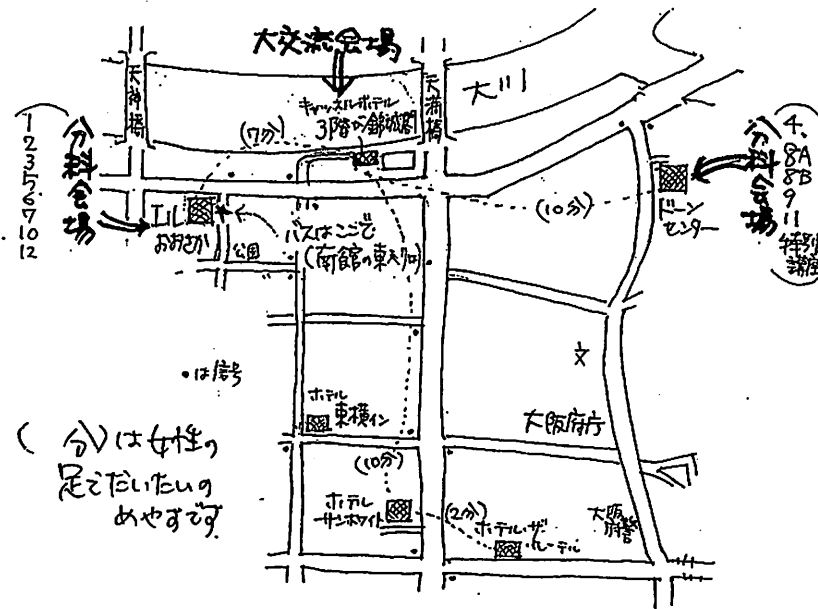 大交流会場
天神橋
天満橋
大川
キャッスルホテル
3階から錦城閣
(7分)
1
2
3
5
6
7
10
12
分科会場
エル
おおさか
公園
バスはここで
(南館の東入口)
(10分)
ドーン
センター
分科会場
4.
8A
8B
9
11
特別
講座
・は信号
文
ホテル
東横イン
大阪府庁
( 分)は女性の
足でだいたいの
めやすです.
(10分)
ホテル
サンホワイト
(2分)
ホテル・ザ・
ルーテル
大阪
府警